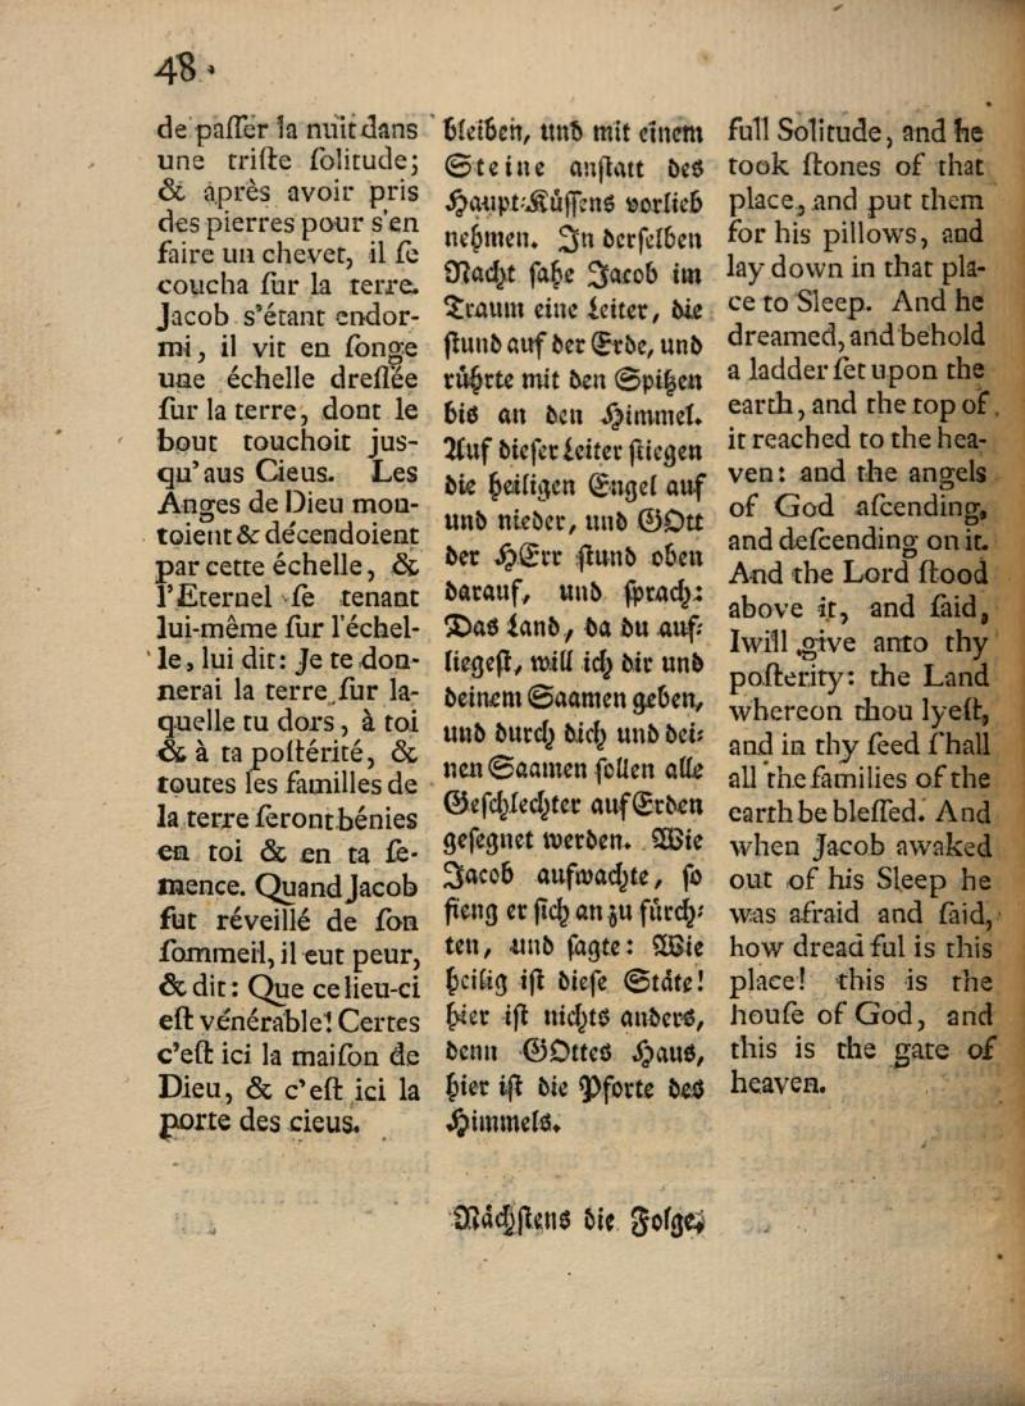 48.
de paſſer la nuit dans
une triſte ſolitude;
& après avoir pris
des pierres pour s'en
faire un chevet, il ſe
coucha ſur la terre.
Jacob s'étant endor-
mi, il vit en ſonge
une échelle dreſſée
ſur la terre, dont le
bout touchoit jus-
qu'aus Cieus. Les
Anges de Dieu mon-
toient & décendoient
par cette échelle, &
l'Eternel ſe tenant
lui-même ſur l'échel-
le, lui dit: Je te don-
nerai la terre ſur la-
quelle tu dors, à toi
& à ta poſtérité, &
toutes les familles de
la terre ſeront bénies
en toi & en ta ſe-
mence. Quand Jacob
fut réveillé de ſon
ſommeil, il eut peur,
& dit: Que ce lieu-ci
eſt vénérable! Certes
c'eſt ici la maiſon de
Dieu, & c'eſt ici la
porte des cieus.
bleiben, und mit einem
Steine anſtatt des
Haupt-Küſſens vorlieb
nehmen. In derſelben
Nacht ſahe Jacob im
Traum eine Leiter, die
ſtund auf der Erde, und
rührte mit den Spitzen
bis an den Himmel.
Auf dieſer Leiter ſtiegen
die heiligen Engel auf
und nieder, und GOtt
der HErr ſtund oben
darauf, und ſprach:
Das Land, da du auf-
liegeſt, will ich dir und
deinem Saamen geben,
und durch dich und dei-
nen Saamen ſollen alle
Geſchlechter auf Erden
geſegnet werden. Wie
Jacob aufwachte, ſo
fieng er ſich an zu fürch-
ten, und ſagte: Wie
heilig iſt dieſe Stäte!
hier iſt nichts anders,
denn GOttes Haus,
hier iſt die Pforte des
Himmels.
full Solitude, and he
took ſtones of that
place, and put them
for his pillows, and
lay down in that pla-
ce to Sleep. And he
dreamed, and behold
a ladder ſet upon the
earth, and the top of
it reached to the hea-
ven: and the angels
of God aſcending,
and deſcending on it.
And the Lord ſtood
above it, and ſaid,
Iwill give anto thy
poſterity: the Land
whereon thou lyeſt,
and in thy ſeed ſhall
all the families of the
earth be bleſſed. And
when Jacob awaked
out of his Sleep he
was afraid and ſaid,
how dread ful is this
place! this is the
houſe of God, and
this is the gate of
heaven.
Nächſtens die Folge.